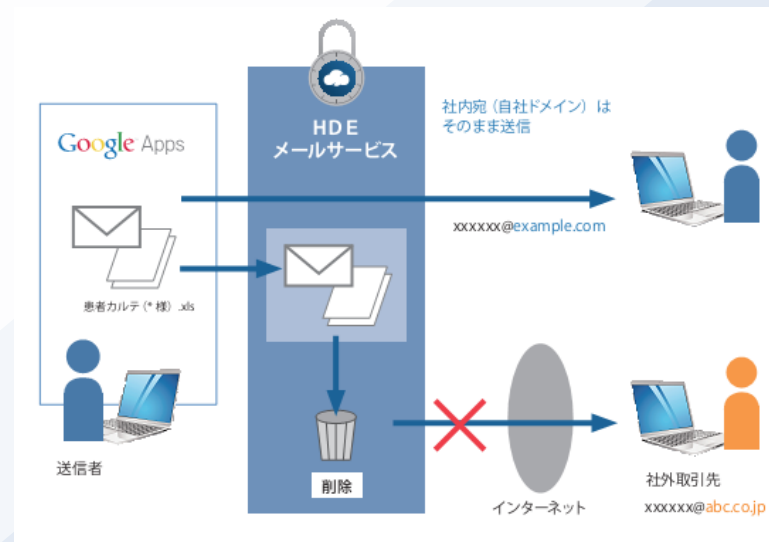 Google Apps
患者カルテ(* 様) .xls
送信者
HDE
メールサービス
削除
社内宛(自社ドメイン)は
そのまま送信
xxxxxx@example.com
インターネット
社外取引先
xxxxxx@abc.co.jp